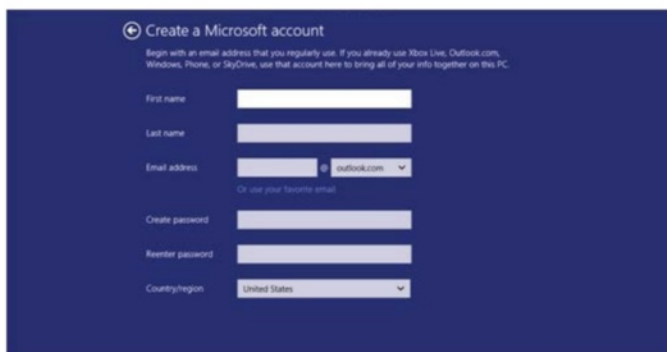 Create a Microsoft account
Begin with an email address that you regularly use. If you already use Xbox Live, Outlook.com,
Windows, Phone, or SkyDrive, use that account here to bring all of your info together on this PC.
First name
Last name
Email address
@ outlook.com
Or use your favorite email
Create password
Reenter password
Country/region
United States